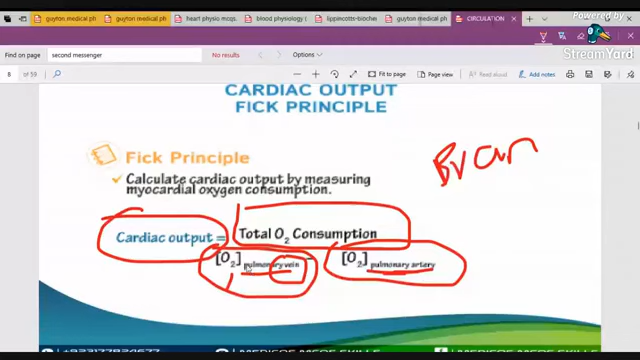 guyton medical ph guyton medical ph heart physio mcqs. blood physiology ( lippincotts-bioche guyton medical ph CIRCULATION
Powered by
StreamYard
Find on page second messenger No results Options
8 of 59 Fit to page Page view Read aloud Add notes
CARDIAC OUTPUT
FICK PRINCIPLE
Fick Principle
Calculate cardiac output by measuring
myocardial oxygen consumption.
Cardiac output = Total O2 Consumption
[O2] pulmonary vein - [O2] pulmonary artery